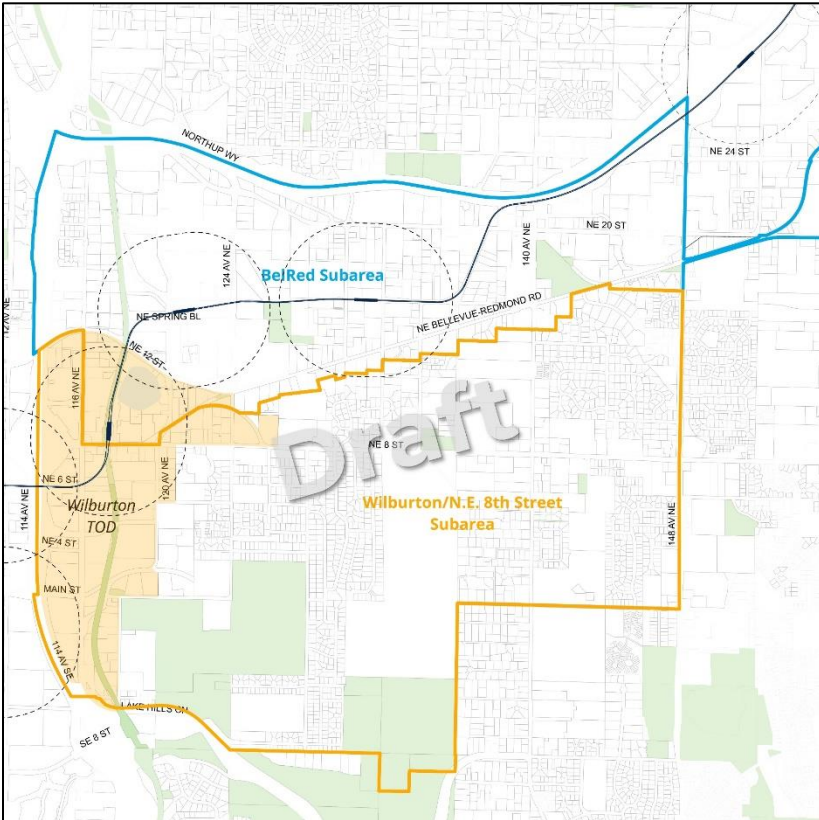 NORTHUP WY
NE 24 ST
NE 20 ST
140 AV NE
124 AV NE
BelRed Subarea
NE SPRING BL
NE BELLEVUE-REDMOND RD
NE 12 ST
116 AV NE
Draft
NE 8 ST
NE 6 ST
120 AV NE
114 AV NE
Wilburton
TOD
Wilburton/N.E. 8th Street
Subarea
148 AV NE
NE 4 ST
MAIN ST
114 AV SE
LAKE HILLS CN
SE 8 ST